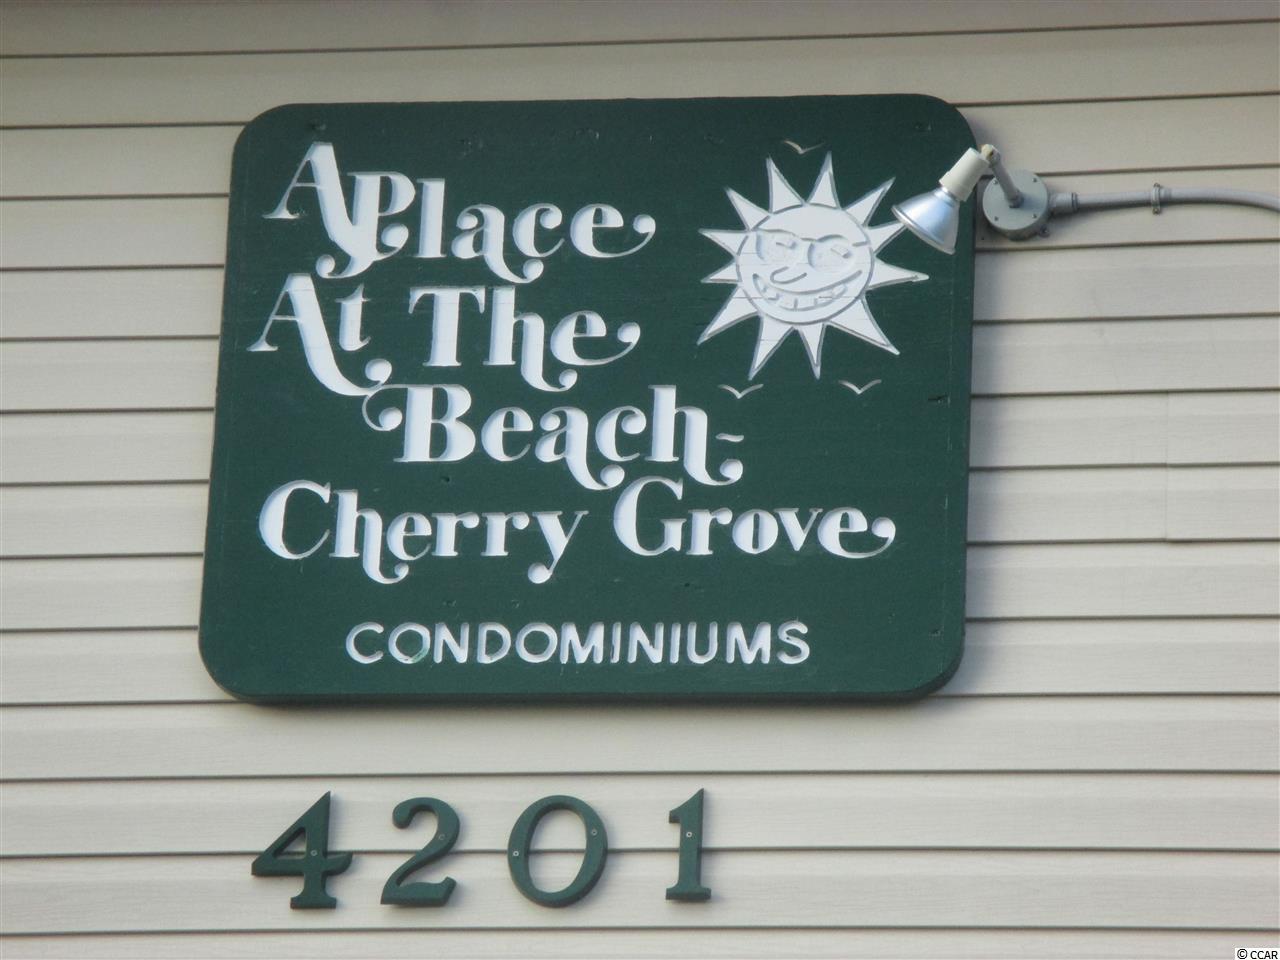 A Place
At The
Beach-
Cherry Grove
CONDOMINIUMS
4201
© CCAR